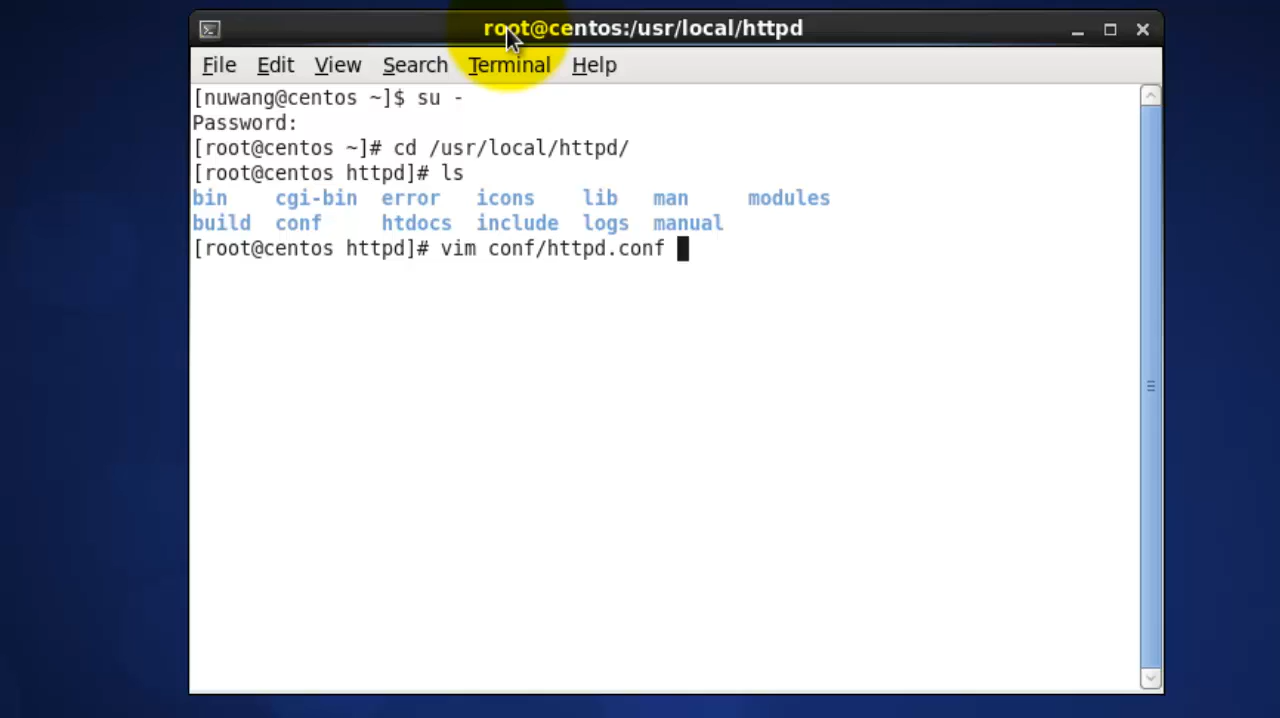 root@centos:/usr/local/httpd
File Edit View Search Terminal Help
[nuwang@centos ~]$ su -
Password:
[root@centos ~]# cd /usr/local/httpd/
[root@centos httpd]# ls
bin cgi-bin error icons lib man modules
build conf htdocs include logs manual
[root@centos httpd]# vim conf/httpd.conf